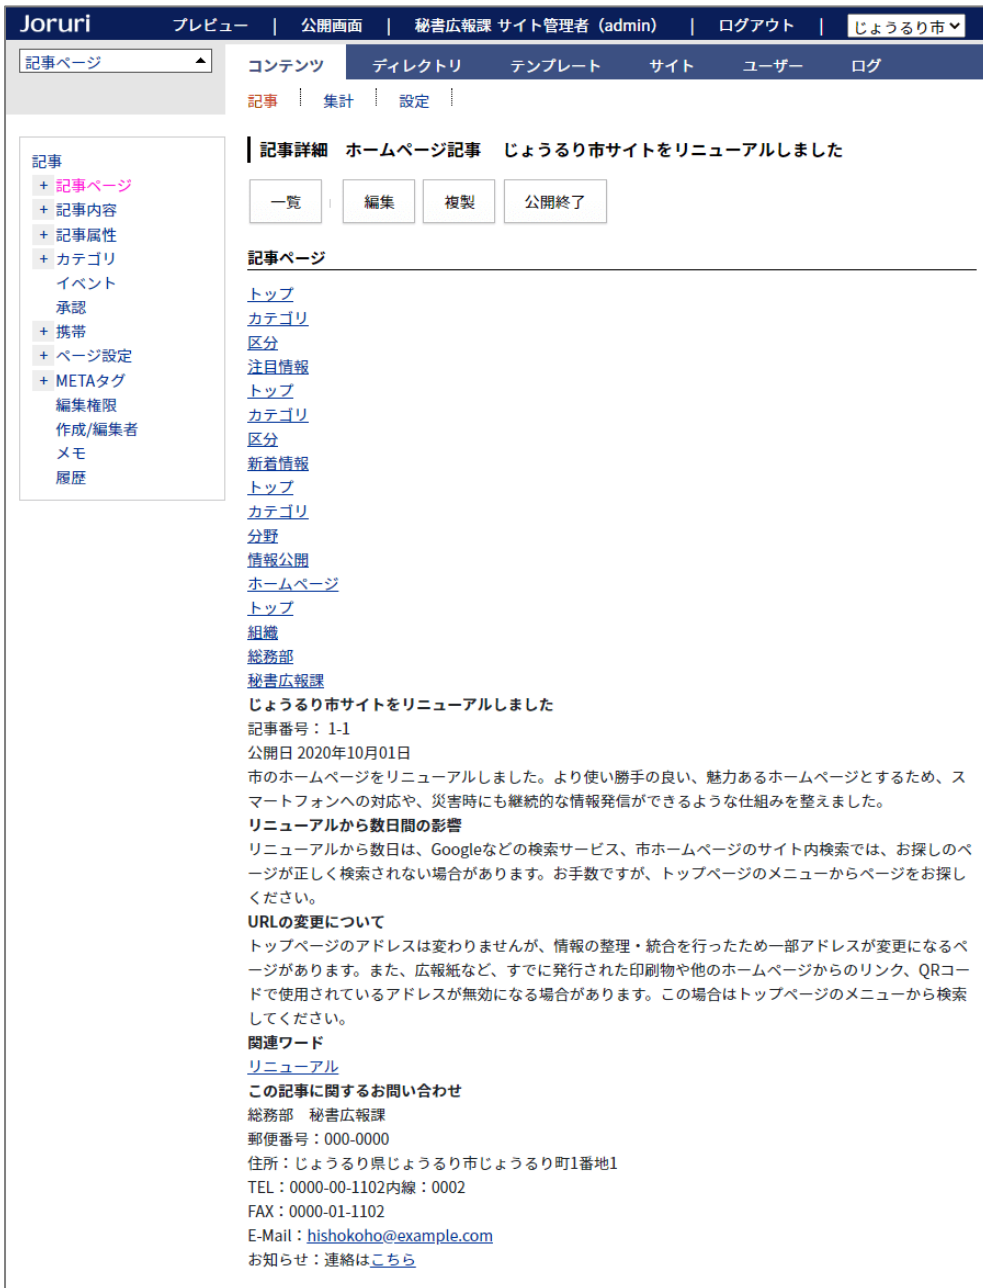 Joruri プレビュー | 公開画面 | 秘書広報課 サイト管理者（admin） | ログアウト | じょうるり市
記事ページ
コンテンツ ディレクトリ テンプレート サイト ユーザー ログ
記事 集計 設定
記事
+ 記事ページ
+ 記事内容
+ 記事属性
+ カテゴリ
イベント
承認
+ 携帯
+ ページ設定
+ METAタグ
編集権限
作成/編集者
メモ
履歴
記事詳細　ホームページ記事　じょうるり市サイトをリニューアルしました
一覧 編集 複製 公開終了
記事ページ
トップ
カテゴリ
区分
注目情報
トップ
カテゴリ
区分
新着情報
トップ
カテゴリ
分野
情報公開
ホームページ
トップ
組織
総務部
秘書広報課
じょうるり市サイトをリニューアルしました
記事番号： 1-1
公開日 2020年10月01日
市のホームページをリニューアルしました。より使い勝手の良い、魅力あるホームページとするため、ス
マートフォンへの対応や、災害時にも継続的な情報発信ができるような仕組みを整えました。
リニューアルから数日間の影響
リニューアルから数日は、Googleなどの検索サービス、市ホームページのサイト内検索では、お探しのペ
ージが正しく検索されない場合があります。お手数ですが、トップページのメニューからページをお探し
ください。
URLの変更について
トップページのアドレスは変わりませんが、情報の整理・統合を行ったため一部アドレスが変更になるペ
ージがあります。また、広報紙など、すでに発行された印刷物や他のホームページからのリンク、QRコー
ドで使用されているアドレスが無効になる場合があります。この場合はトップページのメニューから検索
してください。
関連ワード
リニューアル
この記事に関するお問い合わせ
総務部　秘書広報課
郵便番号：000-0000
住所：じょうるり県じょうるり市じょうるり町1番地1
TEL：0000-00-1102内線：0002
FAX：0000-01-1102
E-Mail：hishokoho@example.com
お知らせ：連絡はこちら